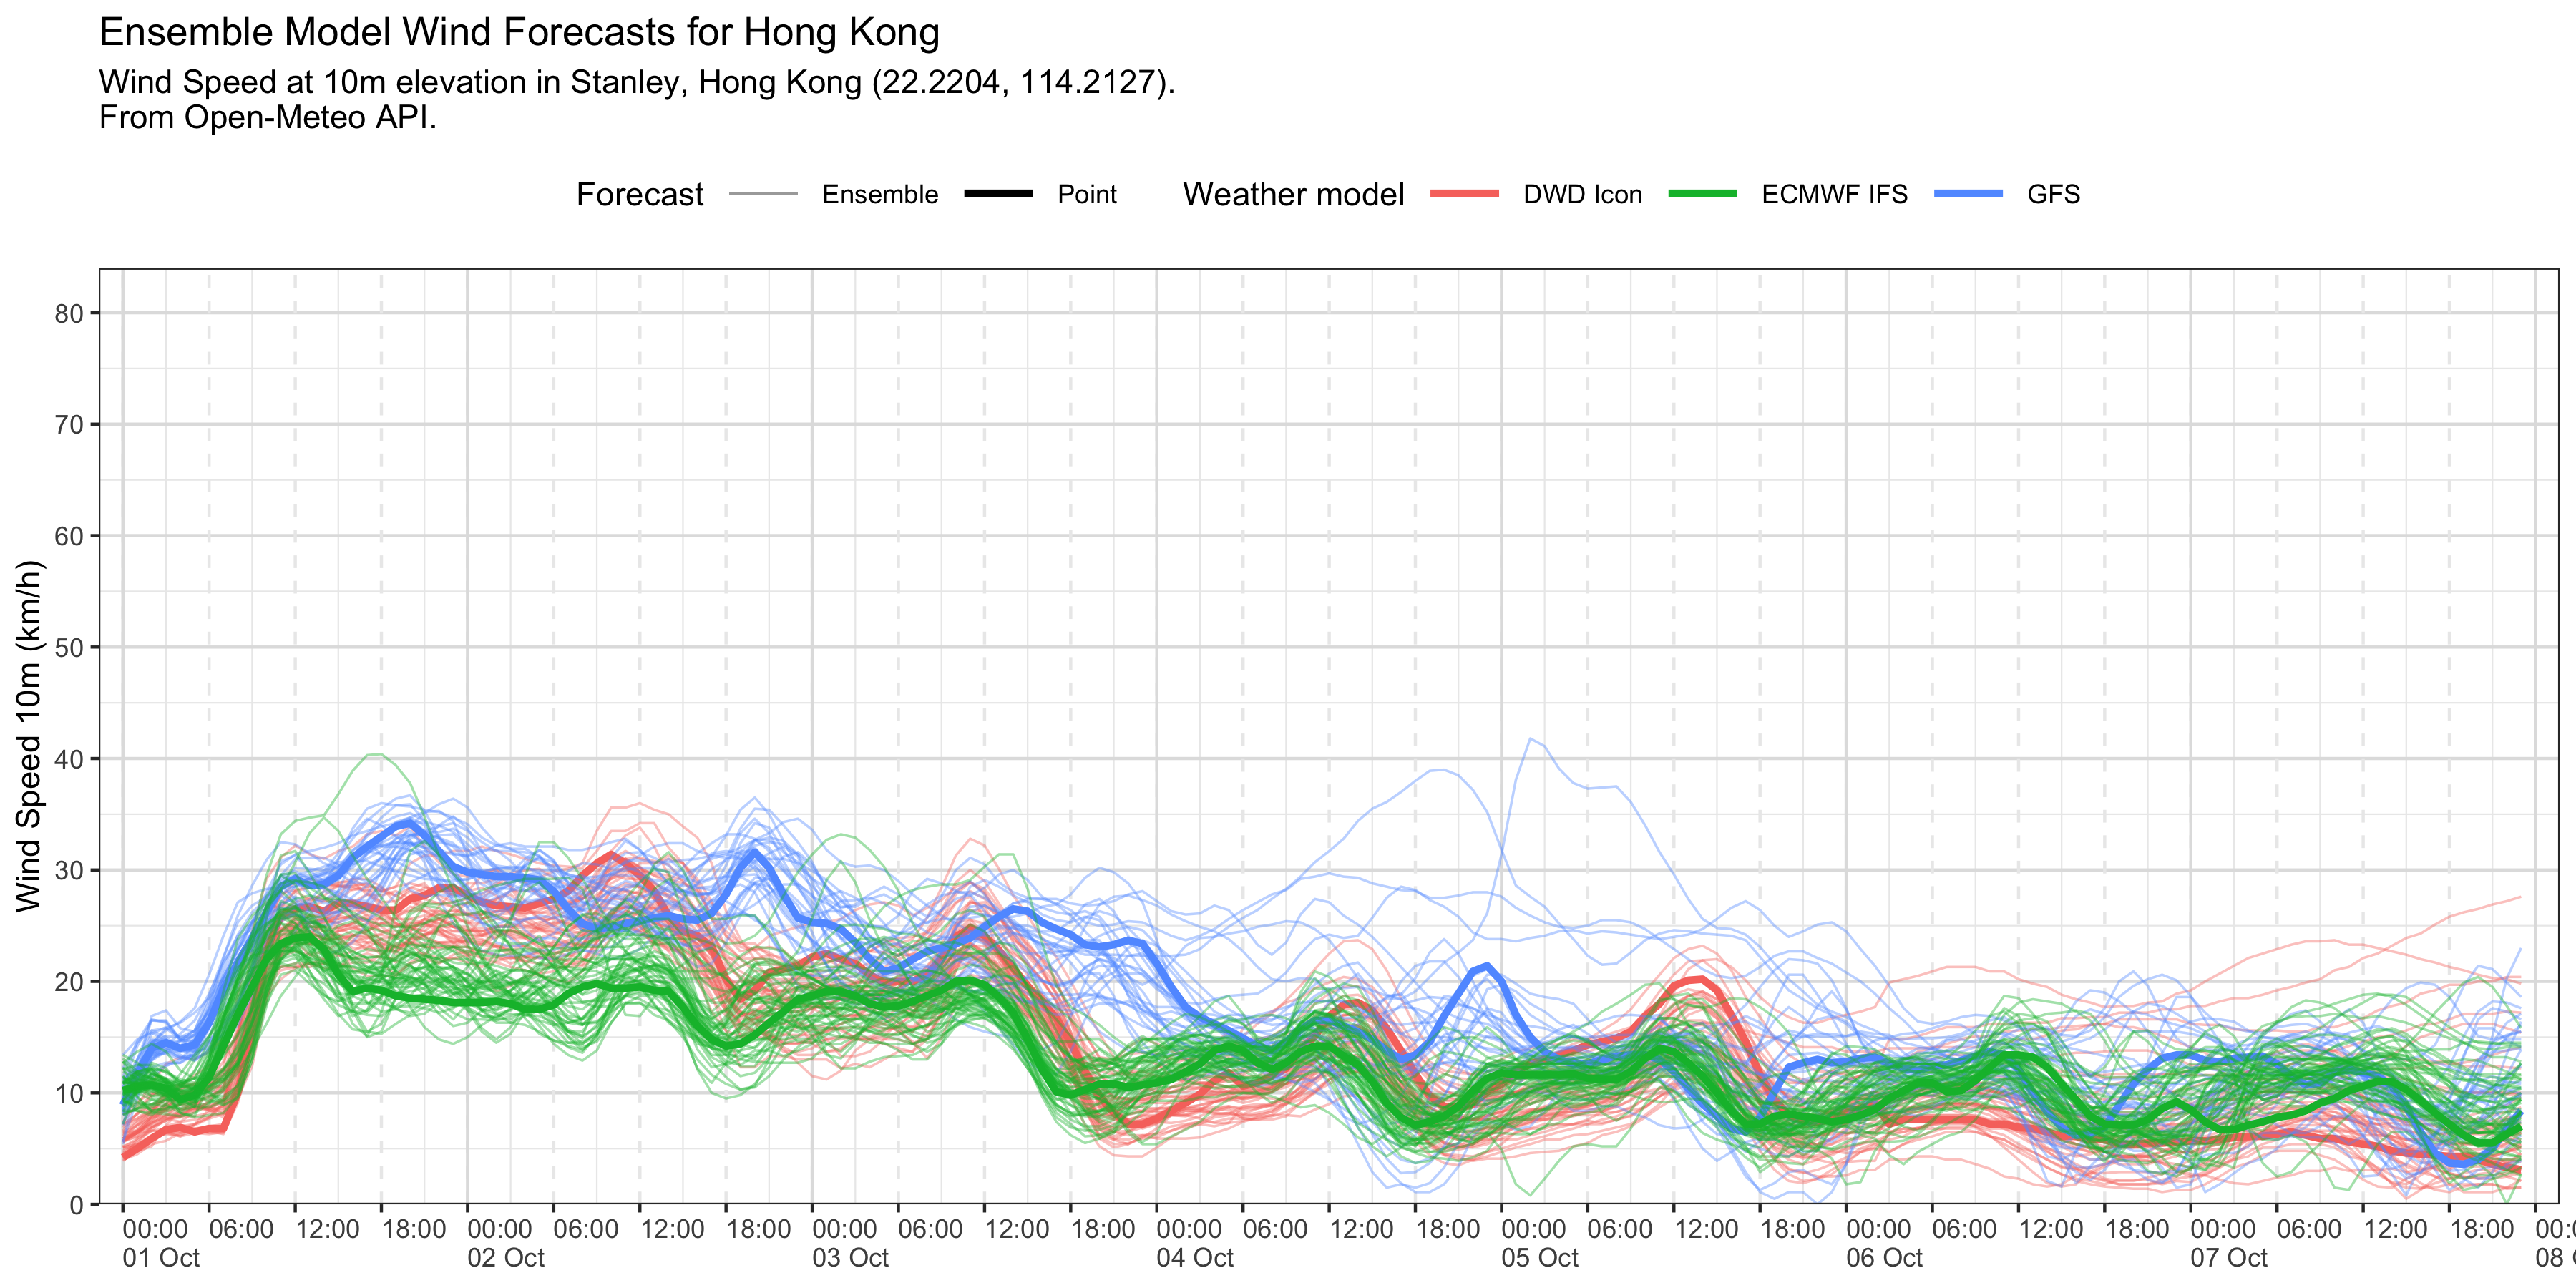 Ensemble Model Wind Forecasts for Hong Kong
Wind Speed at 10m elevation in Stanley, Hong Kong (22.2204, 114.2127).
From Open-Meteo API.
Forecast Ensemble Point Weather model DWD Icon ECMWF IFS GFS
Wind Speed 10m (km/h)
80
70
60
50
40
30
20
10
0
00:00 06:00 12:00 18:00 00:00 06:00 12:00 18:00 00:00 06:00 12:00 18:00 00:00 06:00 12:00 18:00 00:00 06:00 12:00 18:00 00:00 06:00 12:00 18:00 00:00 06:00 12:00 18:00
01 Oct 02 Oct 03 Oct 04 Oct 05 Oct 06 Oct 07 Oct 08